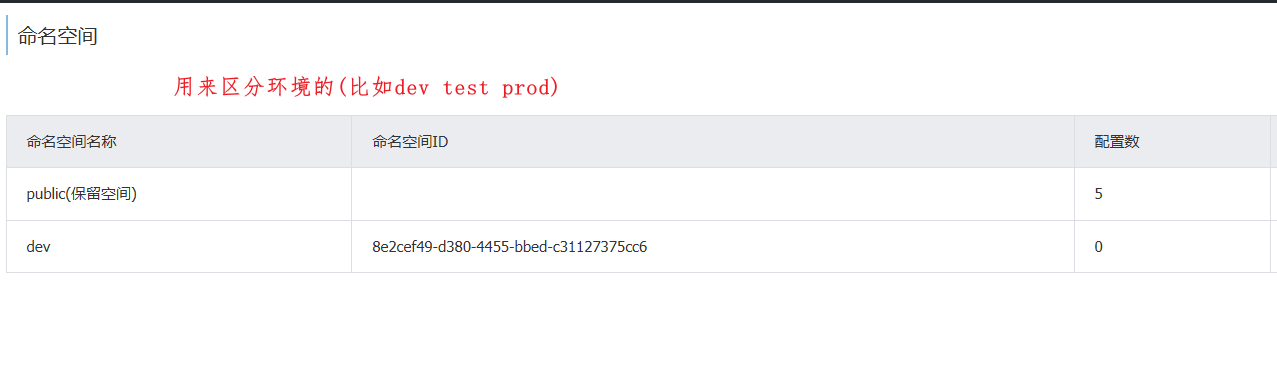 命名空间
用来区分环境的(比如dev test prod)
命名空间名称 命名空间ID 配置数
public(保留空间) 5
dev 8e2cef49-d380-4455-bbed-c31127375cc6 0